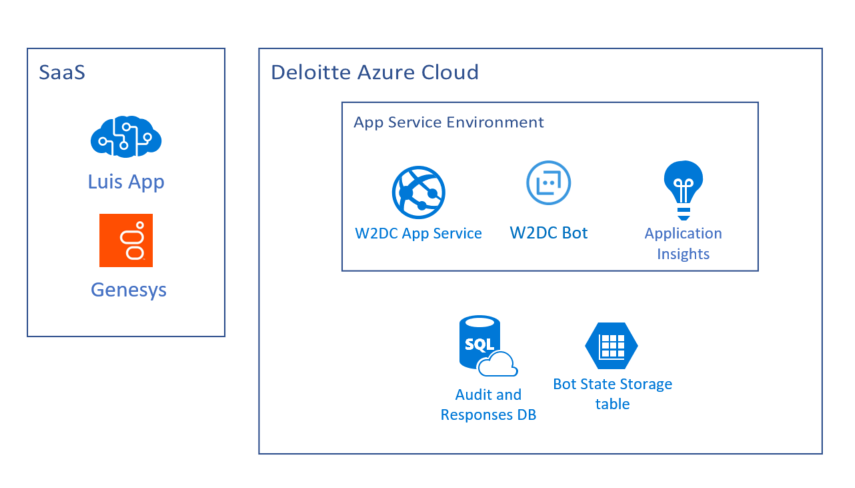 SaaS
Luis App
Genesys
Deloitte Azure Cloud
App Service Environment
W2DC App Service
W2DC Bot
Application
Insights
SQL
Audit and
Responses DB
Bot State Storage
table